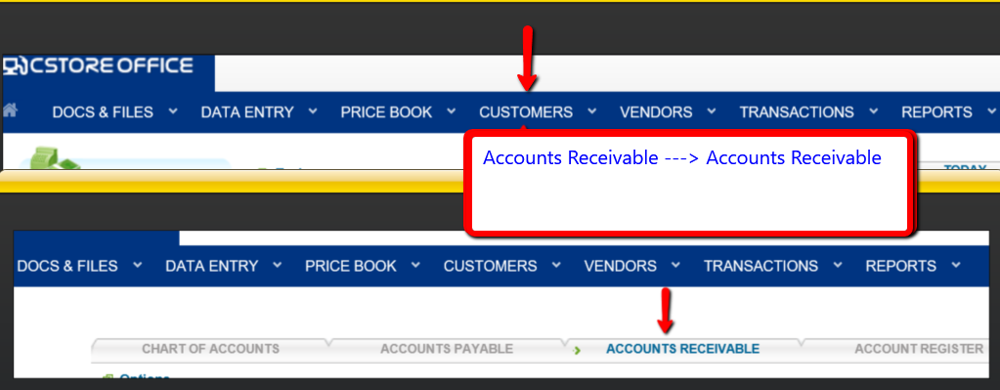 CSTORE OFFICE
DOCS & FILES DATA ENTRY PRICE BOOK CUSTOMERS VENDORS TRANSACTIONS REPORTS
Accounts Receivable ---> Accounts Receivable
TODAY
DOCS & FILES DATA ENTRY PRICE BOOK CUSTOMERS VENDORS TRANSACTIONS REPORTS
CHART OF ACCOUNTS ACCOUNTS PAYABLE ACCOUNTS RECEIVABLE ACCOUNT REGISTER
Options